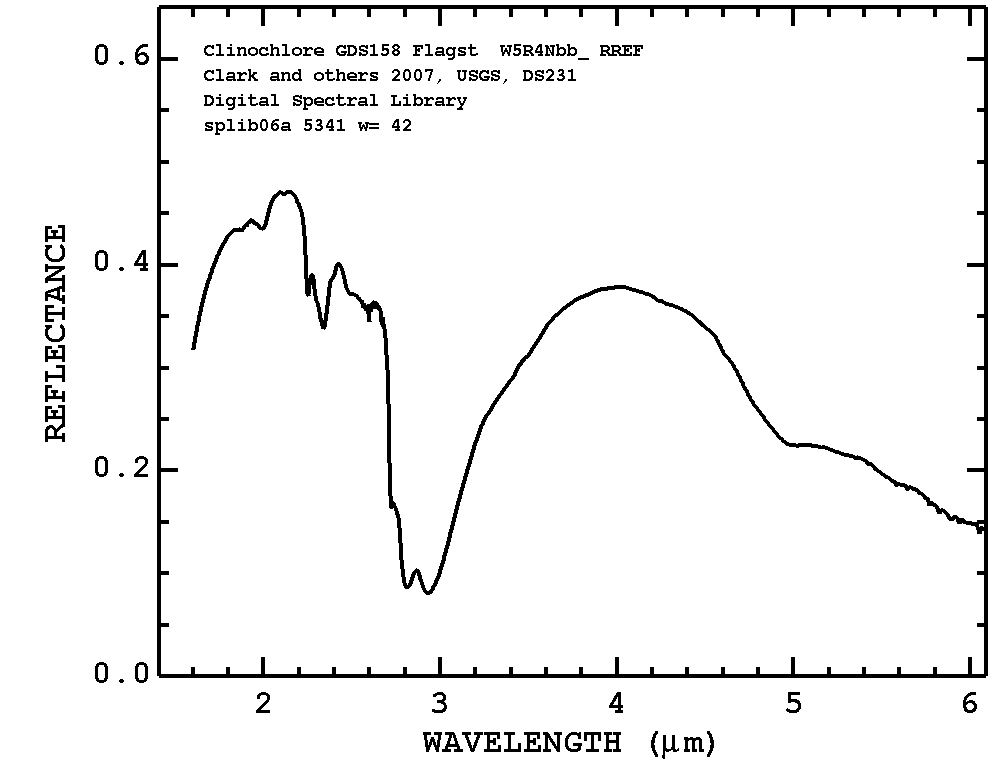 0.6
Clinochlore GDS158 Flagst W5R4Nbb_ RREF
Clark and others 2007, USGS, DS231
Digital Spectral Library
splib06a 5341 w= 42
0.4
REFLECTANCE
0.2
0.0
2 3 4 5 6
WAVELENGTH (μm)